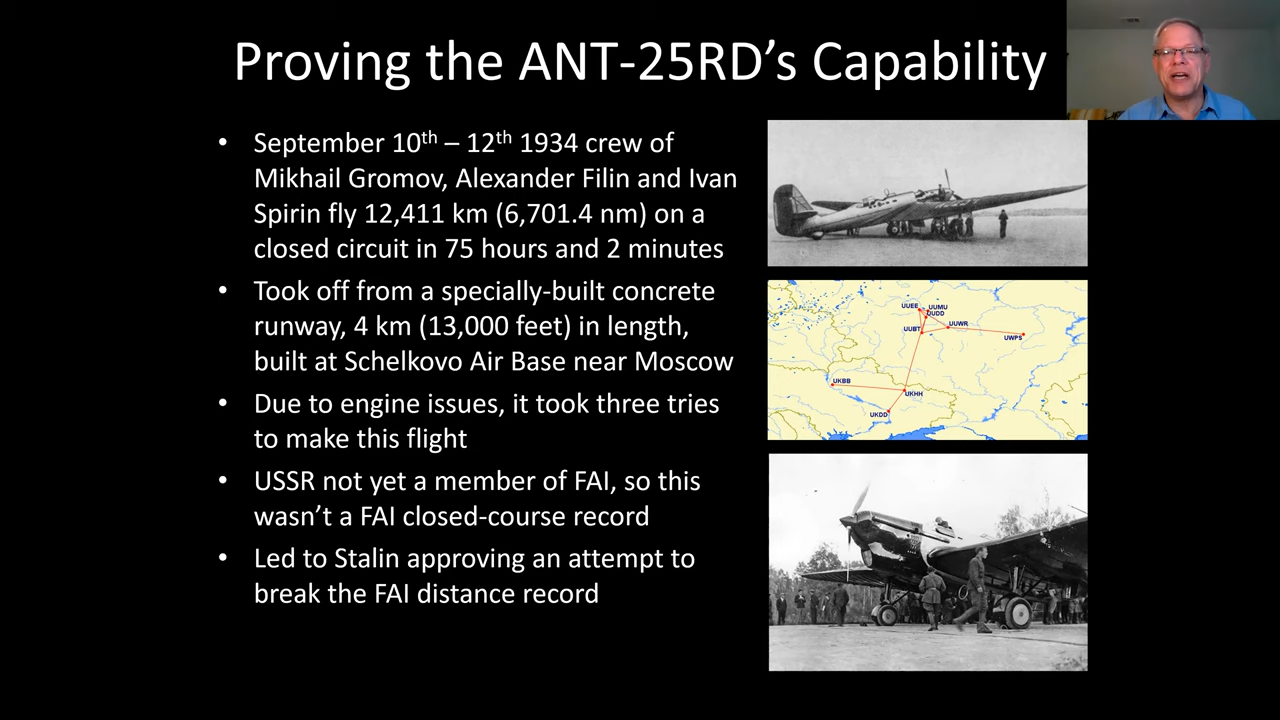 Proving the ANT-25RD's Capability
• September 10th – 12th 1934 crew of
Mikhail Gromov, Alexander Filin and Ivan
Spirin fly 12,411 km (6,701.4 nm) on a
closed circuit in 75 hours and 2 minutes
• Took off from a specially-built concrete
runway, 4 km (13,000 feet) in length,
built at Schelkovo Air Base near Moscow
• Due to engine issues, it took three tries
to make this flight
• USSR not yet a member of FAI, so this
wasn't a FAI closed-course record
• Led to Stalin approving an attempt to
break the FAI distance record
UUEE
UUMU
UUDD
UUBT
UUWR
UWPS
UKBB
UKHH
UKDD